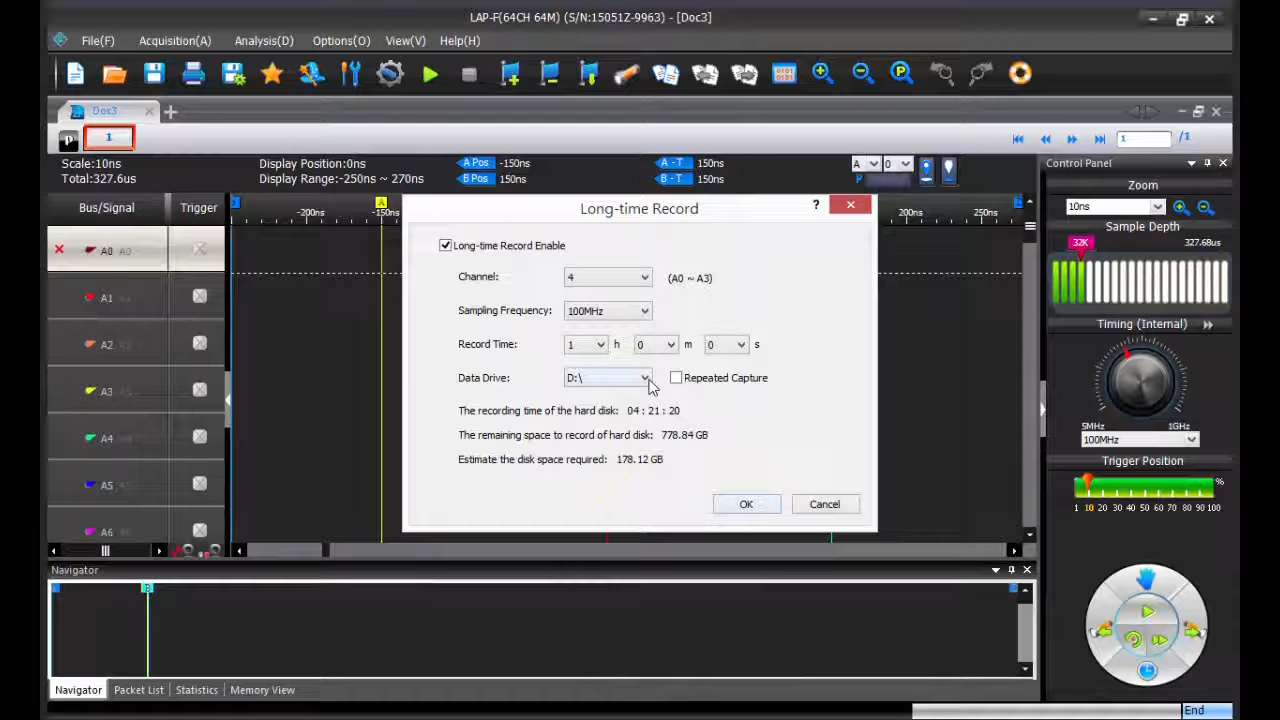 LAP-F(64CH 64M) (S/N:15051Z-9963) - [Doc3]
File(F) Acquisition(A) Analysis(D) Options(O) View(V) Help(H)
Doc3
P 1 1 /1
Scale:10ns Display Position:0ns A Pos -150ns A - T 150ns A 0
Total:327.6us Display Range:-250ns ~ 270ns B Pos 150ns B - T 150ns P
Bus/Signal Trigger
A -200ns -150ns 200ns 250ns
A0 A0
A1 A1
A2 A2
A3 A3
A4 A4
A5 A5
A6 A6
Long-time Record
Long-time Record Enable
Channel: 4 (A0 ~ A3)
Sampling Frequency: 100MHz
Record Time: 1 h 0 m 0 s
Data Drive: D:\ Repeated Capture
The recording time of the hard disk: 04 : 21 : 20
The remaining space to record of hard disk: 778.84 GB
Estimate the disk space required: 178.12 GB
OK Cancel
Control Panel
Zoom
10ns
Sample Depth
32K 327.68us
Timing (Internal)
5MHz 1GHz
100MHz
Trigger Position
%
1 10 20 30 40 50 60 70 80 90 100
Navigator
Navigator Packet List Statistics Memory View
End